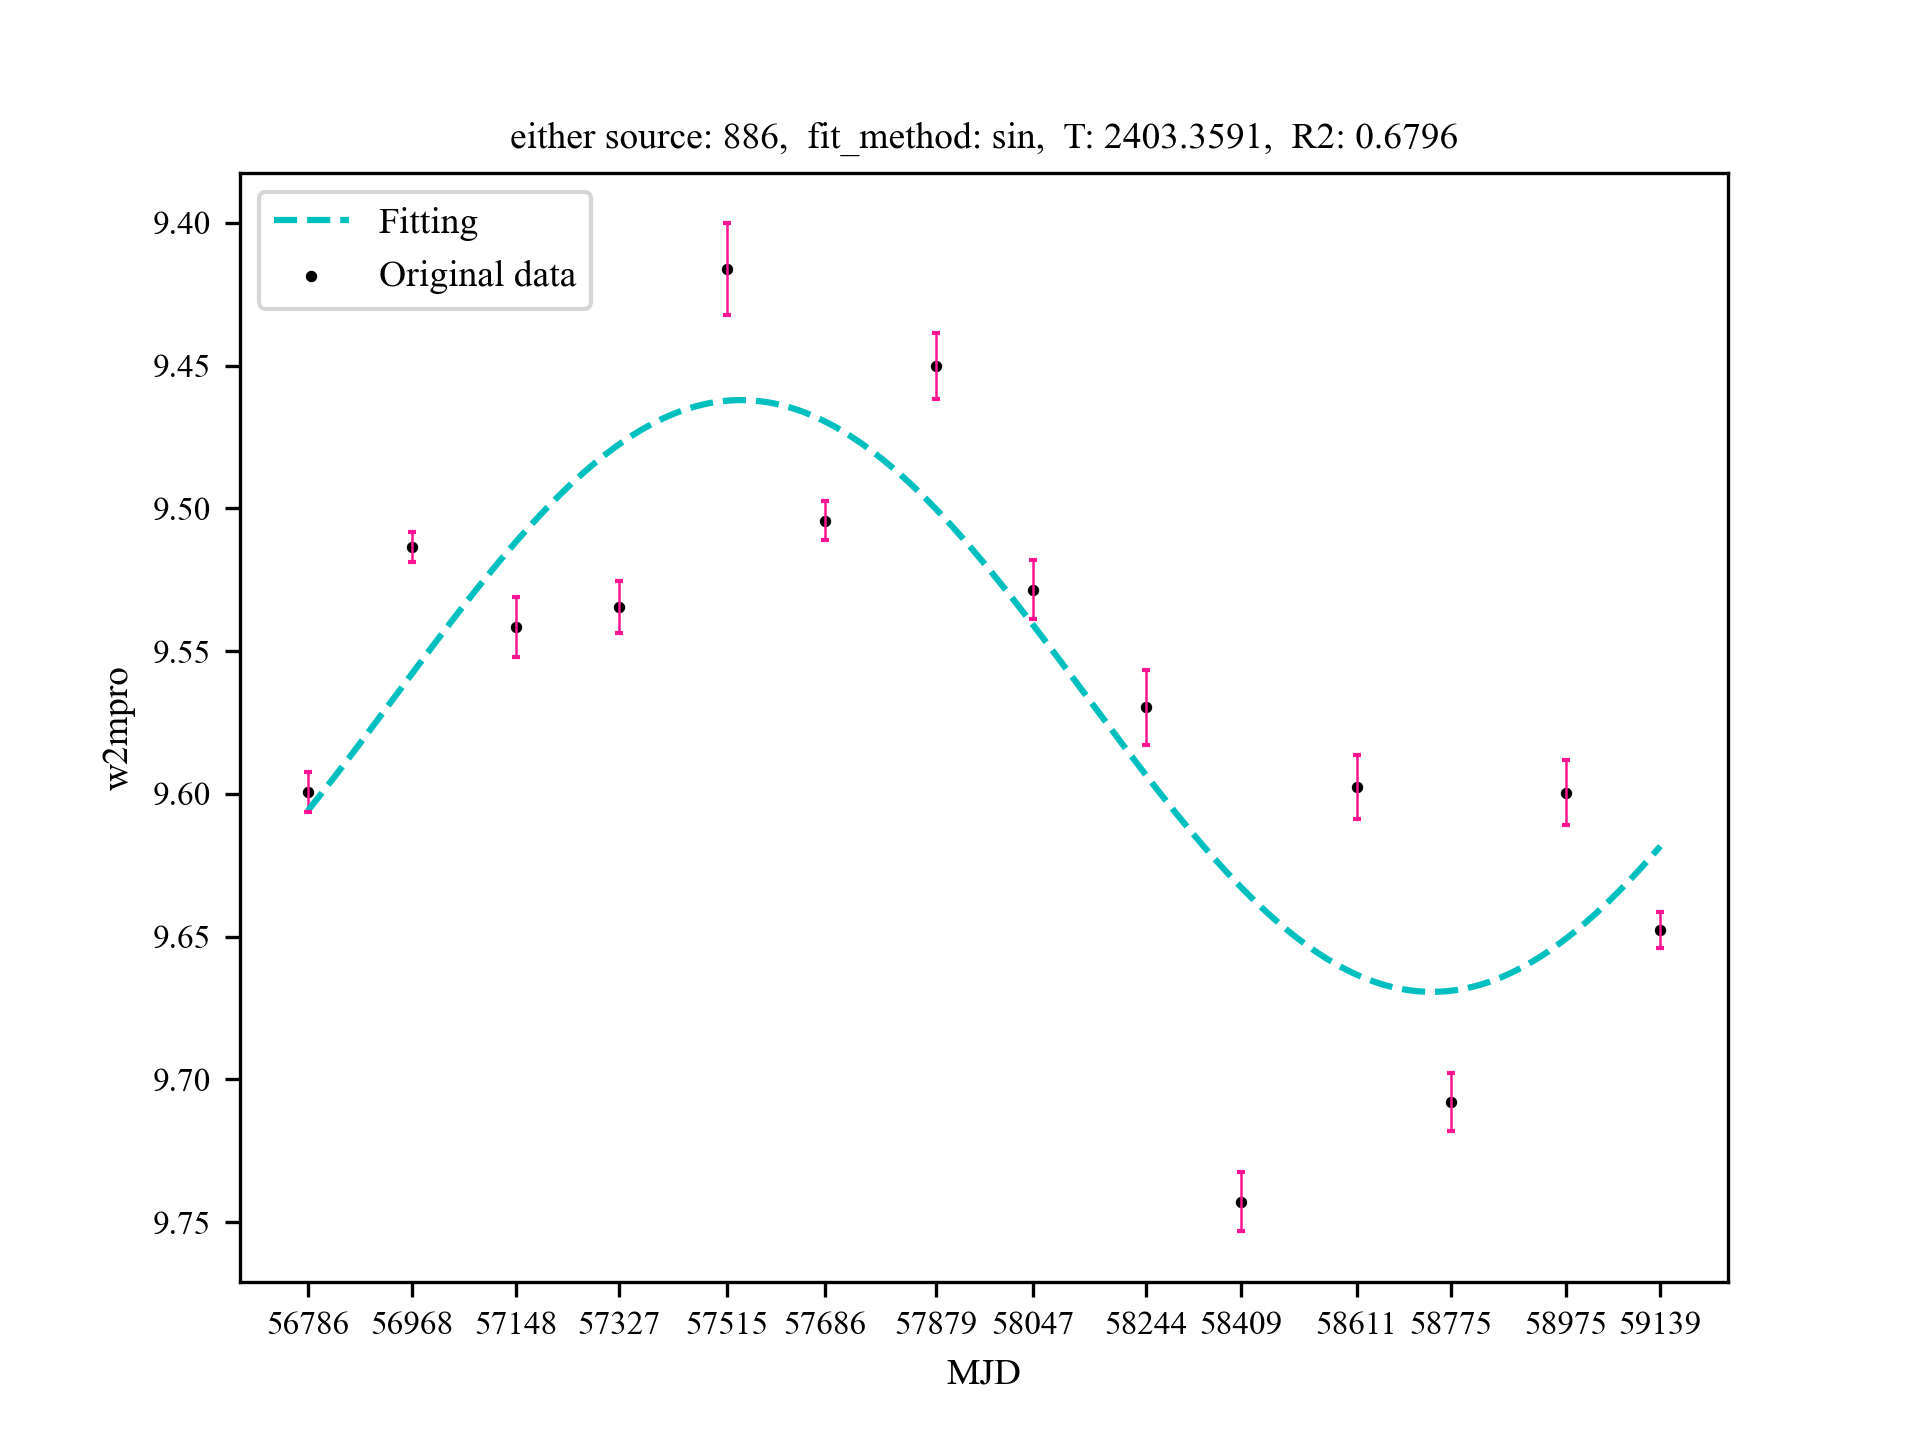 either source: 886,  fit_method: sin,  T: 2403.3591,  R2: 0.6796
Fitting
Original data
9.40
9.45
9.50
9.55
9.60
9.65
9.70
9.75
w2mpro
56786 56968 57148 57327 57515 57686 57879 58047 58244 58409 58611 58775 58975 59139
MJD